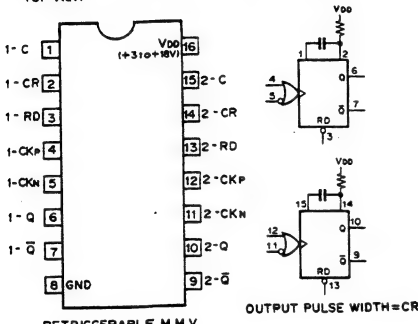 TOP VIEW
1-C 1
VDD 16
(+3to+18V)
1-CR 2
15 2-C
1-RD 3
14 2-CR
1-CKP 4
13 2-RD
1-CKN 5
12 2-CKP
1-Q 6
11 2-CKN
1-Q̅ 7
10 2-Q
8 GND
9 2-Q̅
RETRIGGERABLE M.M.V.
VDD
1 2
4 Q 6
5
Q̅ 7
RD
3
VDD
15 14
12 Q 10
11
Q̅ 9
RD
13
OUTPUT PULSE WIDTH=CR